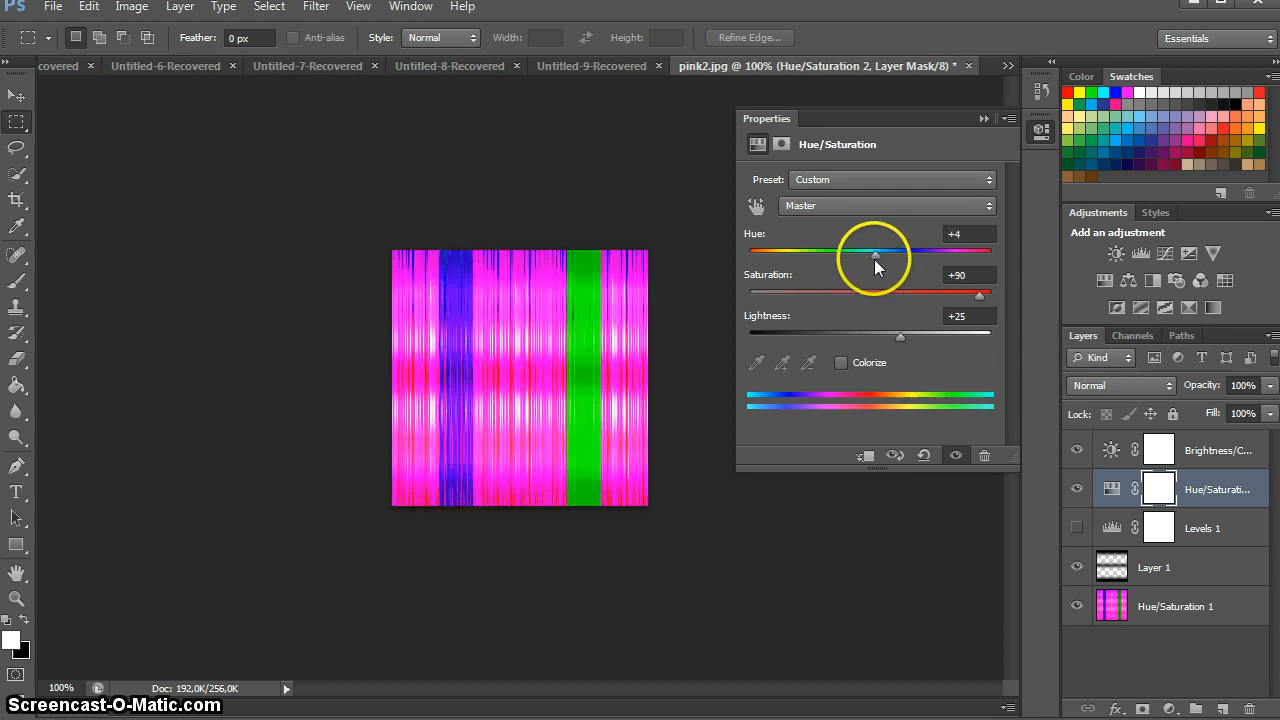 Ps File Edit Image Layer Type Select Filter View Window Help
Feather: 0 px Anti-alias Style: Normal Width: Height: Refine Edge... Essentials
covered × Untitled-6-Recovered × Untitled-7-Recovered × Untitled-8-Recovered × Untitled-9-Recovered × pink2.jpg @ 100% (Hue/Saturation 2, Layer Mask/8) * ×
Color Swatches
Properties
Hue/Saturation
Preset: Custom
Master
Hue: +4
Saturation: +90
Lightness: +25
Colorize
Adjustments Styles
Add an adjustment
Layers Channels Paths
Kind
Normal Opacity: 100%
Lock: Fill: 100%
Brightness/C...
Hue/Saturati...
Levels 1
Layer 1
Hue/Saturation 1
100% Doc: 192,0K/256,0K
Screencast-O-Matic.com